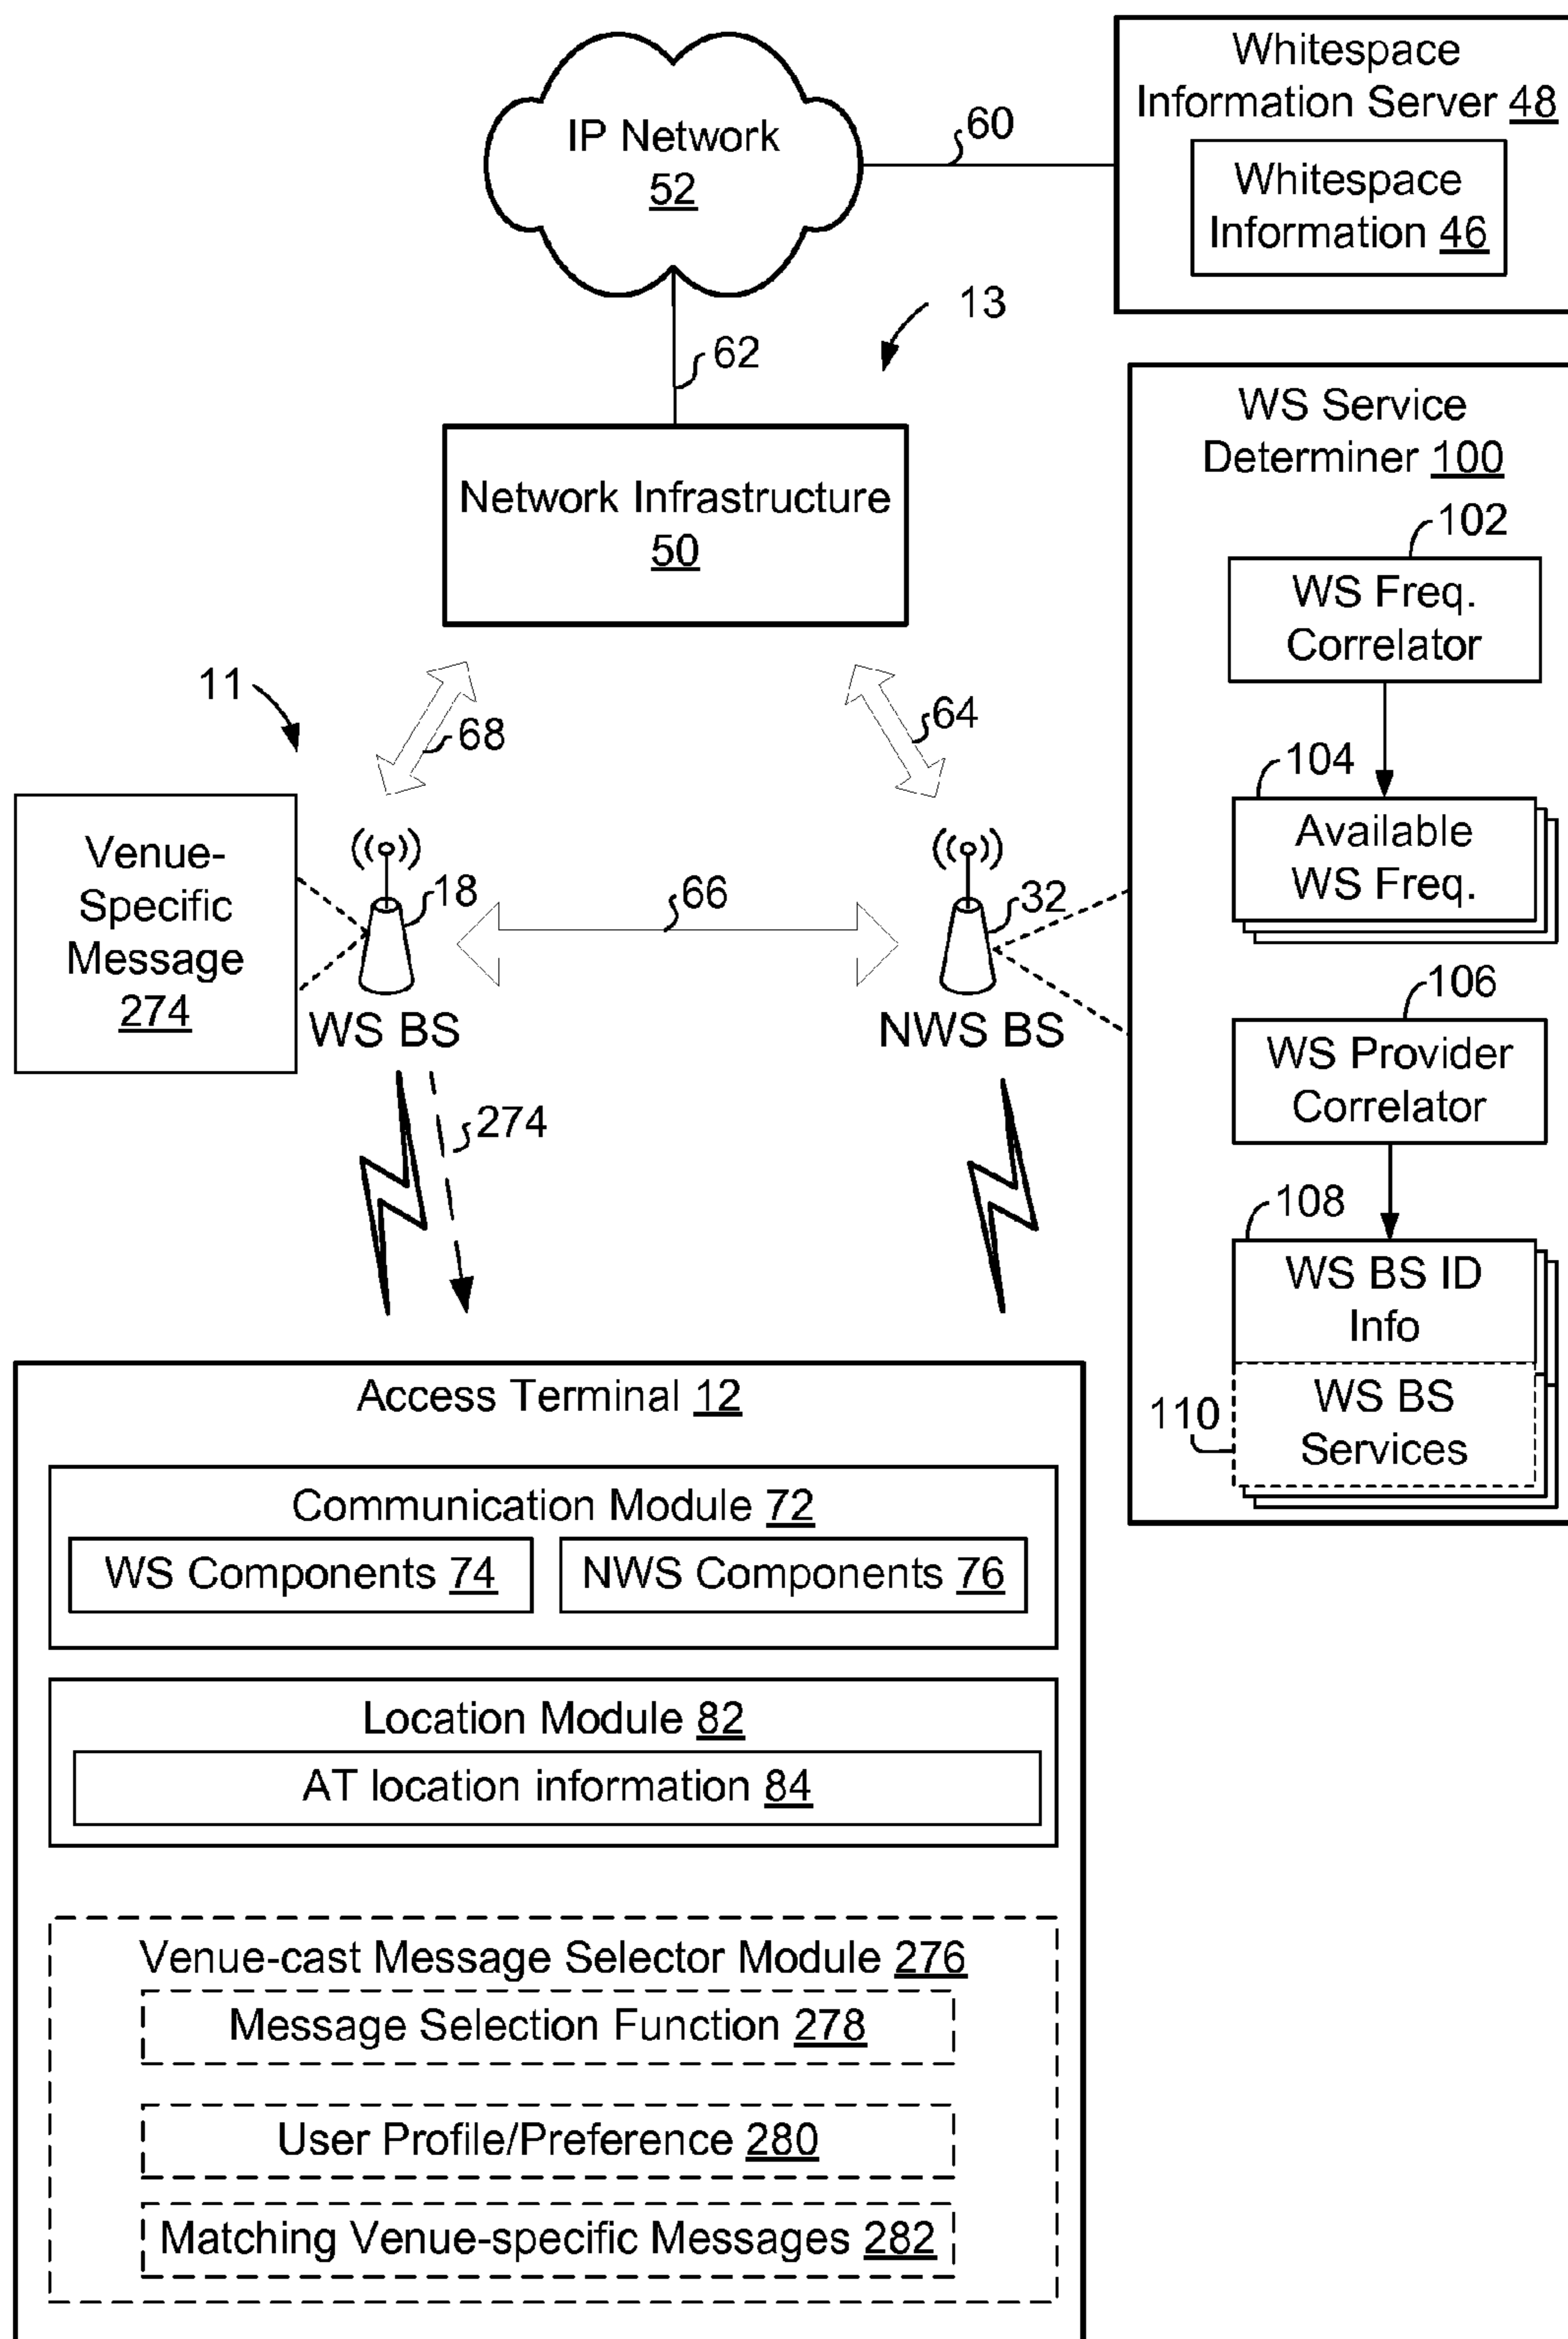 IP Network
52
60
Whitespace
Information Server 48
Whitespace
Information 46
13
62
Network Infrastructure
50
WS Service
Determiner 100
102
WS Freq.
Correlator
104
Available
WS Freq.
106
WS Provider
Correlator
108
WS BS ID
Info
110
WS BS
Services
11
68
64
Venue-
Specific
Message
274
18
WS BS
66
32
NWS BS
274
Access Terminal 12
Communication Module 72
WS Components 74
NWS Components 76
Location Module 82
AT location information 84
Venue-cast Message Selector Module 276
Message Selection Function 278
User Profile/Preference 280
Matching Venue-specific Messages 282